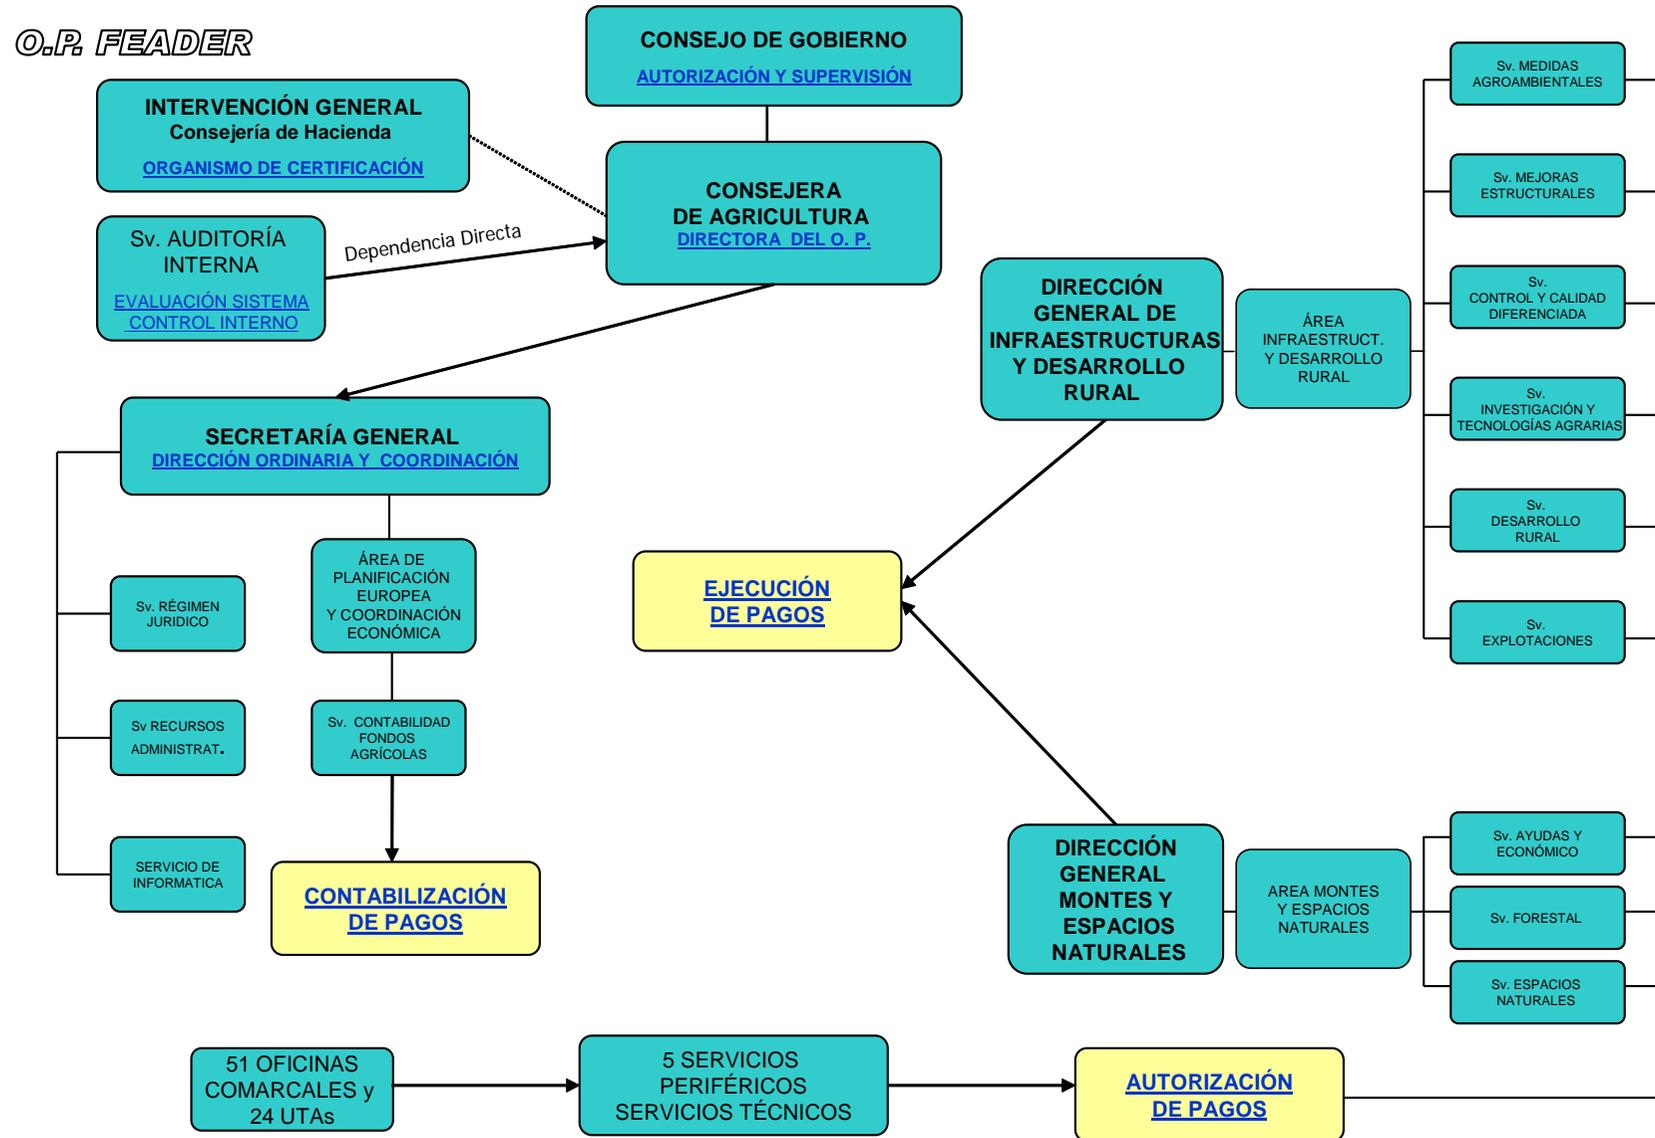 O.P. FEADER
CONSEJO DE GOBIERNO
AUTORIZACIÓN Y SUPERVISIÓN
INTERVENCIÓN GENERAL
Consejería de Hacienda
ORGANISMO DE CERTIFICACIÓN
CONSEJERA
DE AGRICULTURA
DIRECTORA DEL O. P.
Sv. AUDITORÍA
INTERNA
EVALUACIÓN SISTEMA
CONTROL INTERNO
Dependencia Directa
SECRETARÍA GENERAL
DIRECCIÓN ORDINARIA Y COORDINACIÓN
Sv. RÉGIMEN
JURIDICO
Sv RECURSOS
ADMINISTRAT.
SERVICIO DE
INFORMATICA
ÁREA DE
PLANIFICACIÓN
EUROPEA
Y COORDINACIÓN
ECONÓMICA
Sv. CONTABILIDAD
FONDOS
AGRÍCOLAS
CONTABILIZACIÓN
DE PAGOS
EJECUCIÓN
DE PAGOS
DIRECCIÓN
GENERAL DE
INFRAESTRUCTURAS
Y DESARROLLO
RURAL
ÁREA
INFRAESTRUCT.
Y DESARROLLO
RURAL
Sv. MEDIDAS
AGROAMBIENTALES
Sv. MEJORAS
ESTRUCTURALES
Sv.
CONTROL Y CALIDAD
DIFERENCIADA
Sv.
INVESTIGACIÓN Y
TECNOLOGÍAS AGRARIAS
Sv.
DESARROLLO
RURAL
Sv.
EXPLOTACIONES
DIRECCIÓN
GENERAL
MONTES Y
ESPACIOS
NATURALES
AREA MONTES
Y ESPACIOS
NATURALES
Sv. AYUDAS Y
ECONÓMICO
Sv. FORESTAL
Sv. ESPACIOS
NATURALES
51 OFICINAS
COMARCALES y
24 UTAs
5 SERVICIOS
PERIFÉRICOS
SERVICIOS TÉCNICOS
AUTORIZACIÓN
DE PAGOS